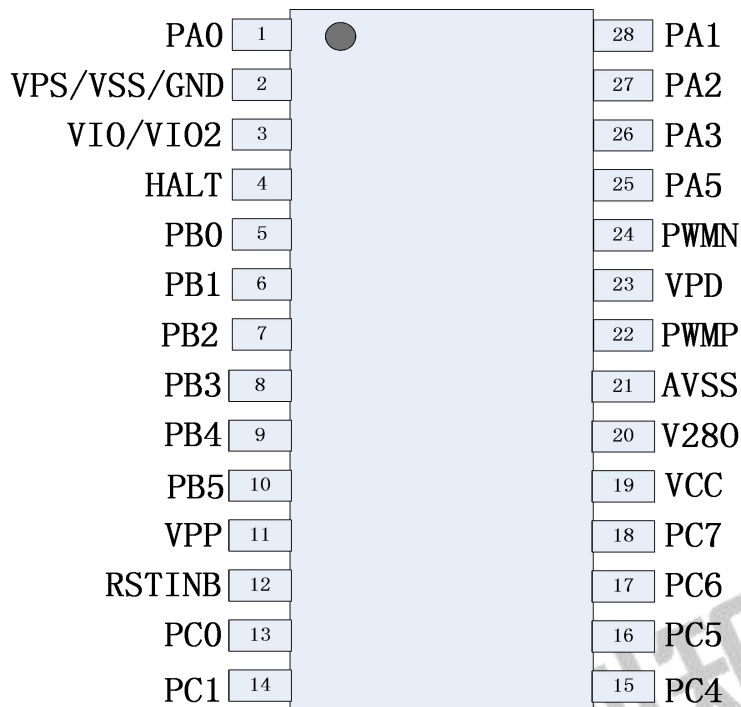 PA0 1 28 PA1
VPS/VSS/GND 2 27 PA2
VIO/VIO2 3 26 PA3
HALT 4 25 PA5
PB0 5 24 PWMN
PB1 6 23 VPD
PB2 7 22 PWMP
PB3 8 21 AVSS
PB4 9 20 V280
PB5 10 19 VCC
VPP 11 18 PC7
RSTINB 12 17 PC6
PC0 13 16 PC5
PC1 14 15 PC4